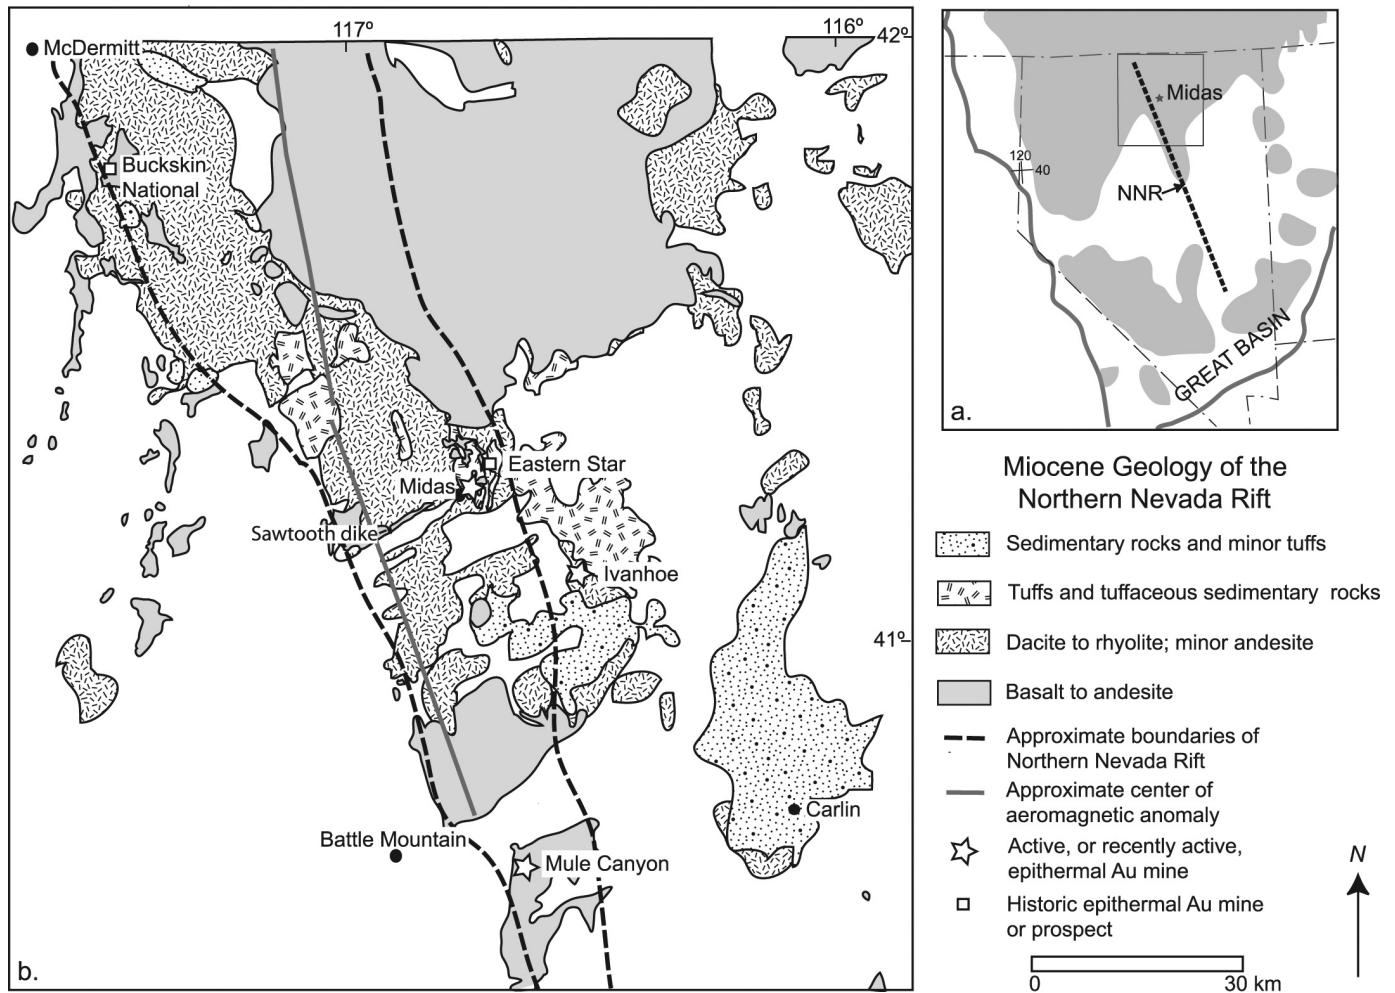 117º
116º
42º
McDermitt
Buckskin
National
Eastern Star
Midas
Sawtooth dike
Ivanhoe
41º
Carlin
Battle Mountain
Mule Canyon
b.
Midas
120
40
NNR
GREAT BASIN
a.
Miocene Geology of the
Northern Nevada Rift
Sedimentary rocks and minor tuffs
Tuffs and tuffaceous sedimentary rocks
Dacite to rhyolite; minor andesite
Basalt to andesite
Approximate boundaries of
Northern Nevada Rift
Approximate center of
aeromagnetic anomaly
Active, or recently active,
epithermal Au mine
Historic epithermal Au mine
or prospect
N
0 30 km